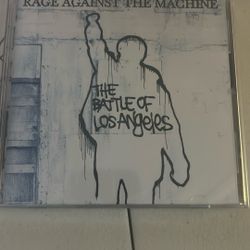 RAGE AGAINST THE MACHINE
THE
BATTLE OF
LOS ANGELES